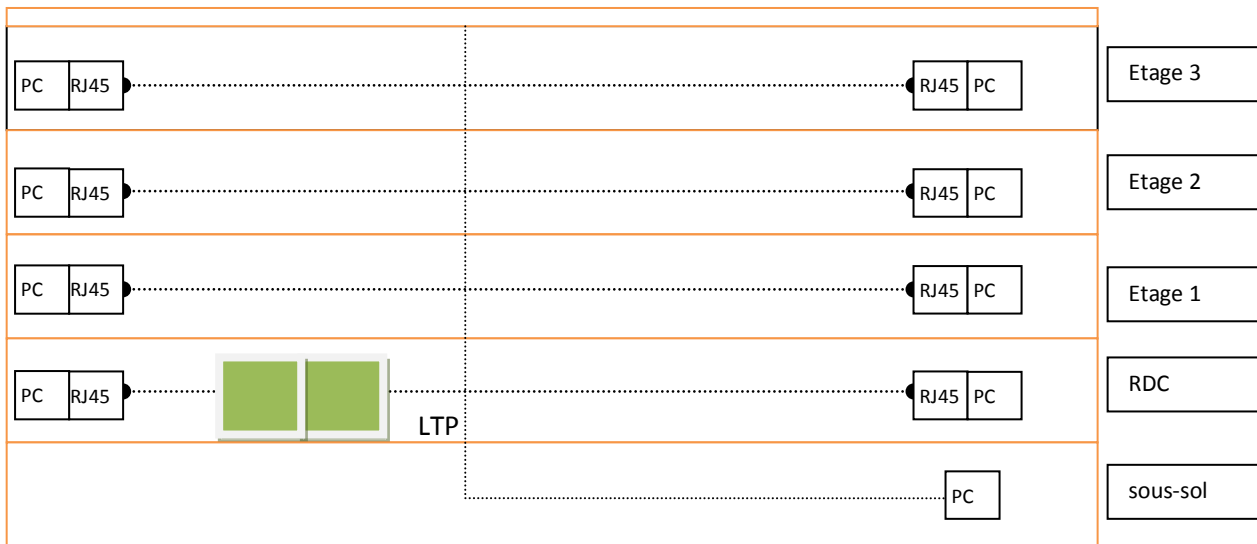 PC RJ45 RJ45 PC Etage 3
PC RJ45 RJ45 PC Etage 2
PC RJ45 RJ45 PC Etage 1
PC RJ45 RJ45 PC RDC
LTP
PC sous-sol